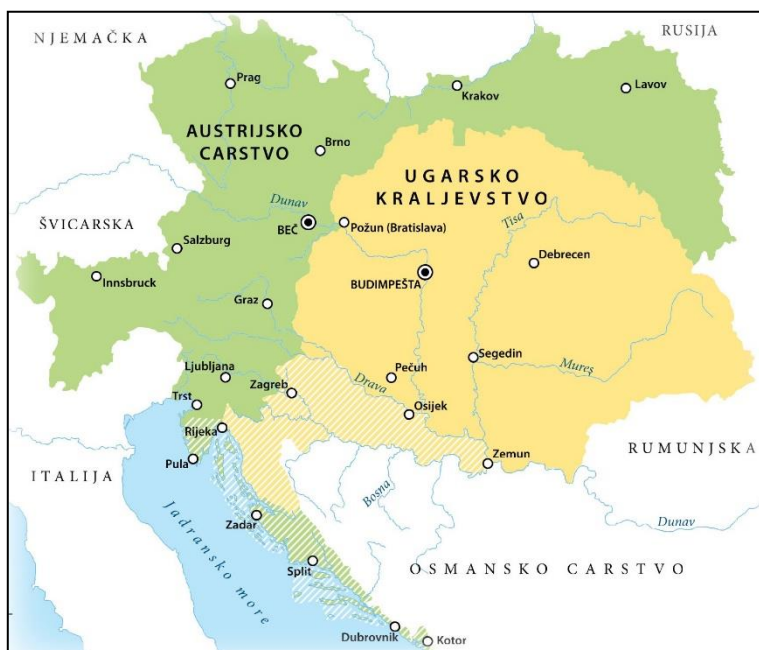 NJEMAČKA
RUSIJA
Prag
Krakov
Lavov
AUSTRIJSKO
CARSTVO
Brno
UGARSKO
KRALJEVSTVO
Dunav
Tisa
ŠVICARSKA
BEČ
Požun (Bratislava)
Salzburg
Debrecen
Innsbruck
BUDIMPEŠTA
Graz
Segedin
Ljubljana
Pečuh
Mureş
Zagreb
Drava
Trst
Osijek
Rijeka
RUMUNJSKA
ITALIJA
Pula
Zemun
Bosna
Zadar
Dunav
Jadransko more
Split
OSMANSKO CARSTVO
Dubrovnik
Kotor